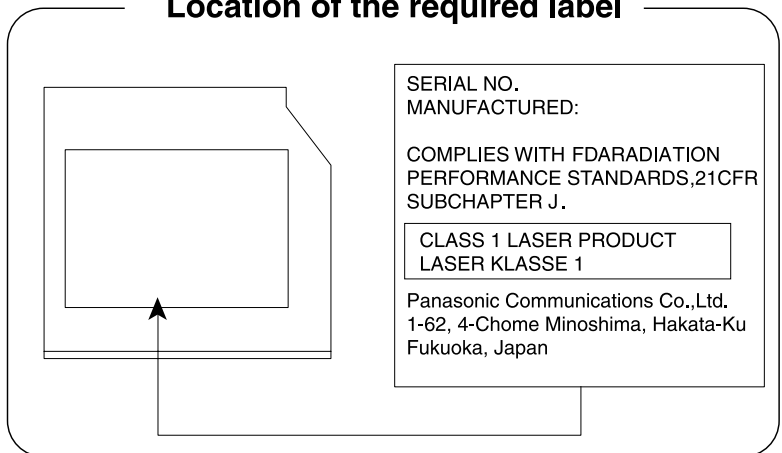 Location of the required label
SERIAL NO.
MANUFACTURED:
COMPLIES WITH FDARADIATION
PERFORMANCE STANDARDS,21CFR
SUBCHAPTER J.
CLASS 1 LASER PRODUCT
LASER KLASSE 1
Panasonic Communications Co.,Ltd.
1-62, 4-Chome Minoshima, Hakata-Ku
Fukuoka, Japan